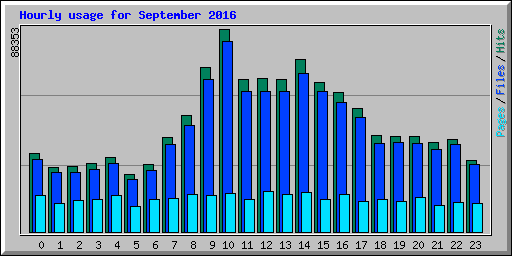 Hourly usage for September 2016
88353
Pages / Files / Hits
0 1 2 3 4 5 6 7 8 9 10 11 12 13 14 15 16 17 18 19 20 21 22 23